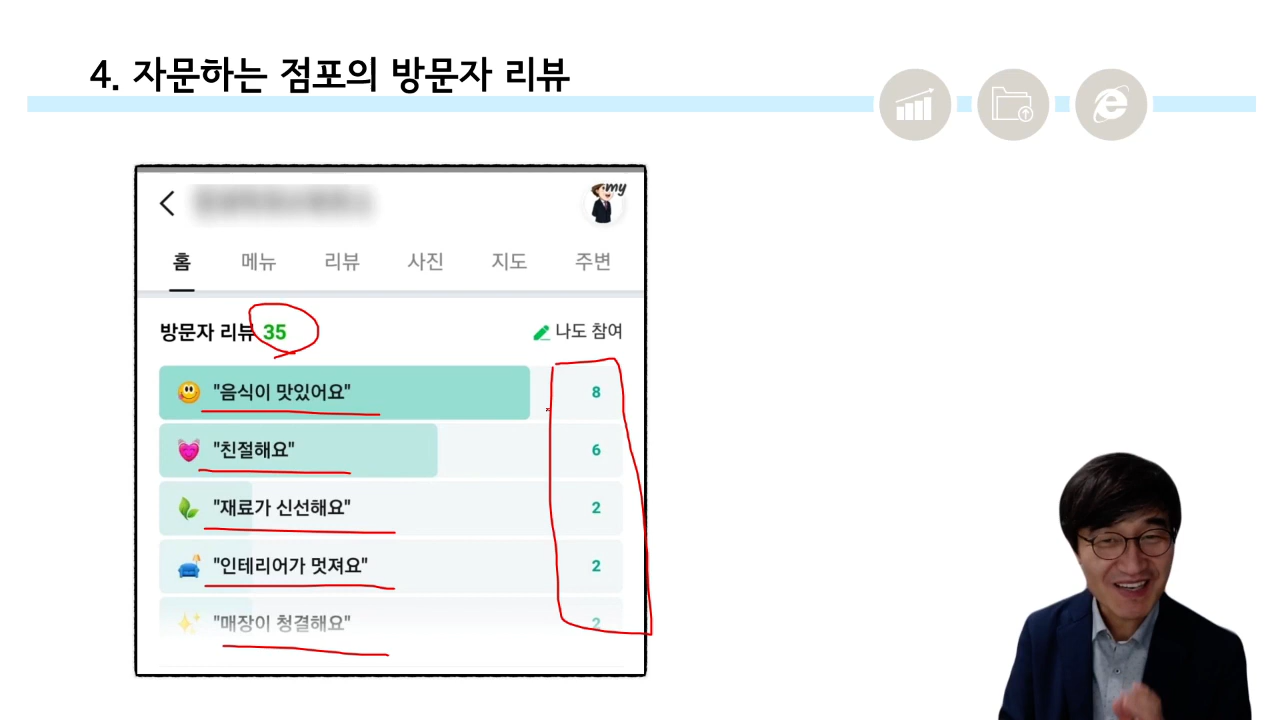 4. 자문하는 점포의 방문자 리뷰
my
홈 메뉴 리뷰 사진 지도 주변
방문자 리뷰 35 나도 참여
"음식이 맛있어요" 8
"친절해요" 6
"재료가 신선해요" 2
"인테리어가 멋져요" 2
"매장이 청결해요" 2